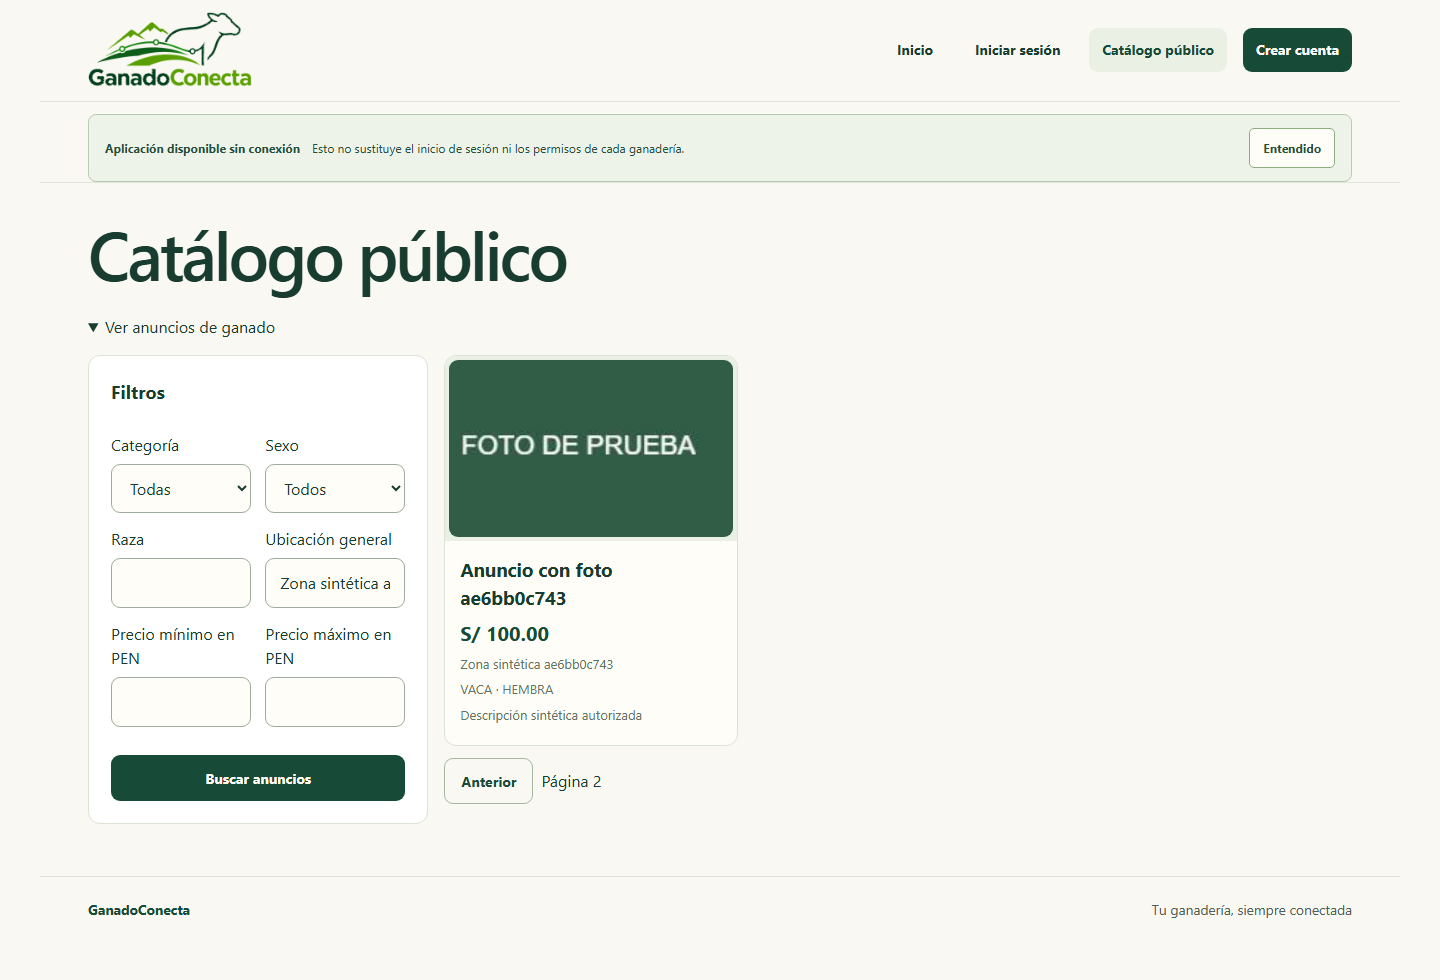 GanadoConecta
Inicio
Iniciar sesión
Catálogo público
Crear cuenta
Aplicación disponible sin conexión Esto no sustituye el inicio de sesión ni los permisos de cada ganadería.
Entendido
Catálogo público
Ver anuncios de ganado
Filtros
Categoría
Sexo
Todas
Todos
Raza
Ubicación general
Zona sintética a
Precio mínimo en
PEN
Precio máximo en
PEN
Buscar anuncios
FOTO DE PRUEBA
Anuncio con foto
ae6bb0c743
S/ 100.00
Zona sintética ae6bb0c743
VACA · HEMBRA
Descripción sintética autorizada
Anterior
Página 2
GanadoConecta
Tu ganadería, siempre conectada